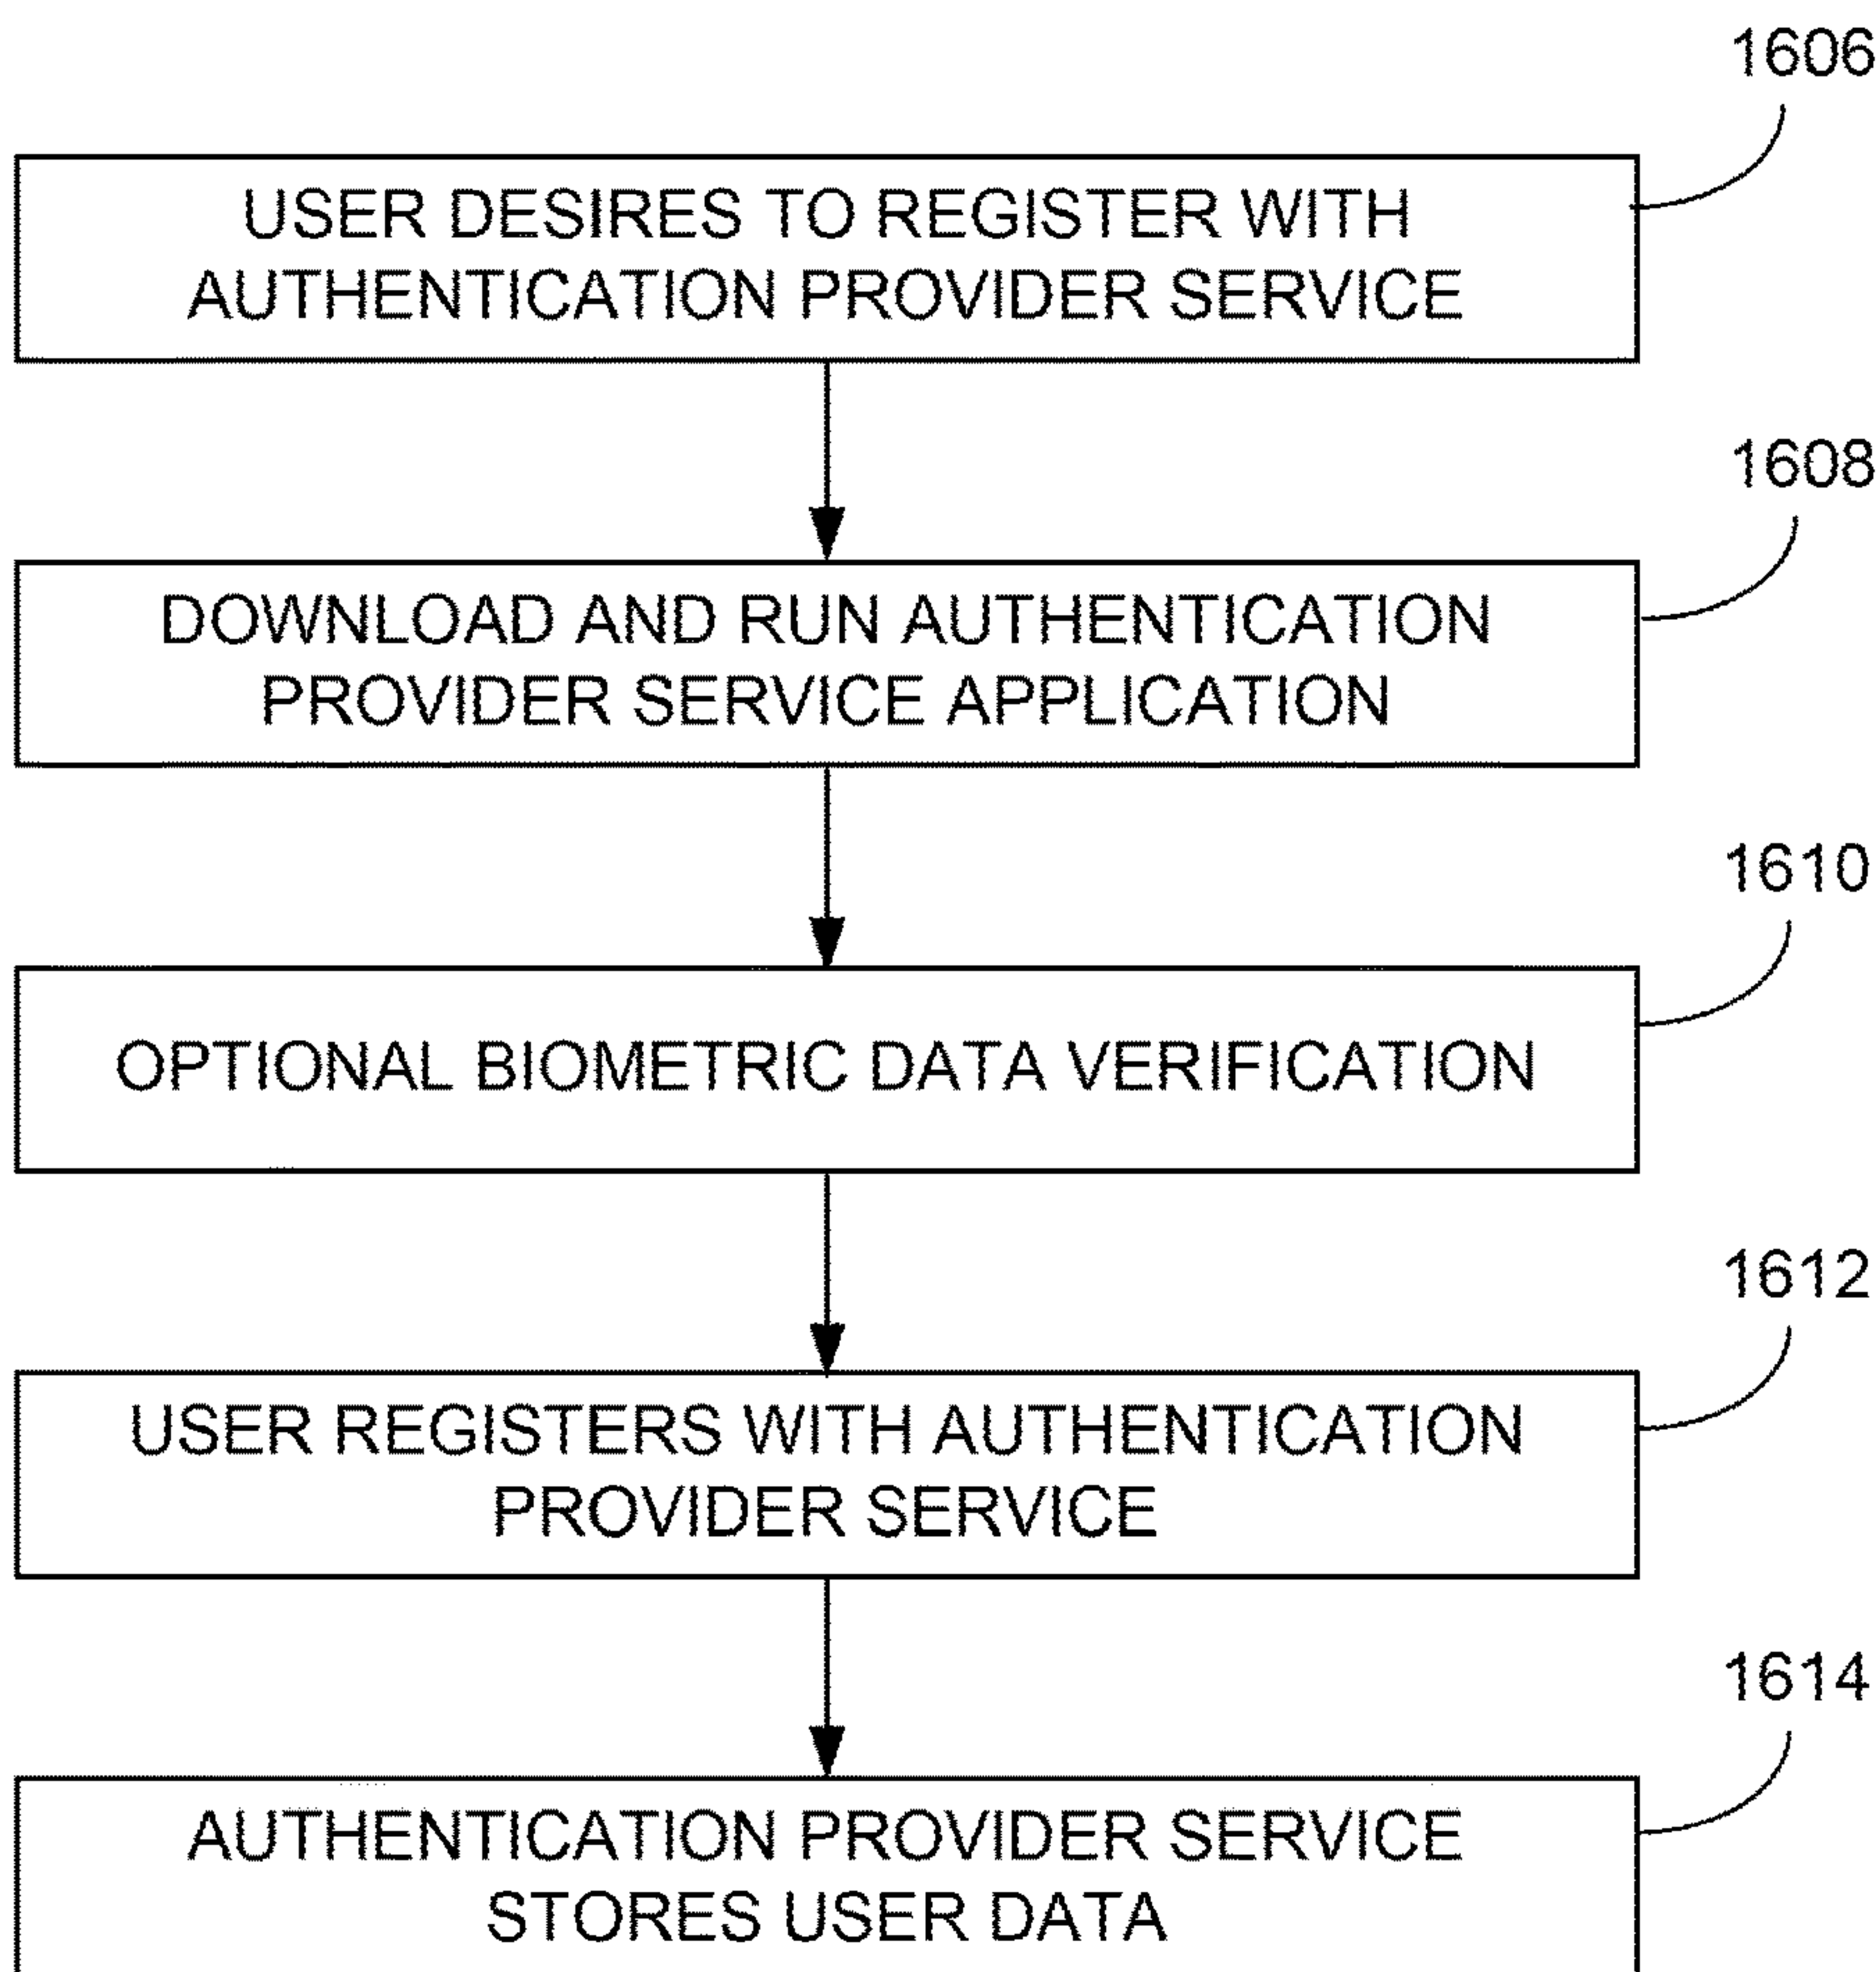 1606
USER DESIRES TO REGISTER WITH
AUTHENTICATION PROVIDER SERVICE
1608
DOWNLOAD AND RUN AUTHENTICATION
PROVIDER SERVICE APPLICATION
1610
OPTIONAL BIOMETRIC DATA VERIFICATION
1612
USER REGISTERS WITH AUTHENTICATION
PROVIDER SERVICE
1614
AUTHENTICATION PROVIDER SERVICE
STORES USER DATA